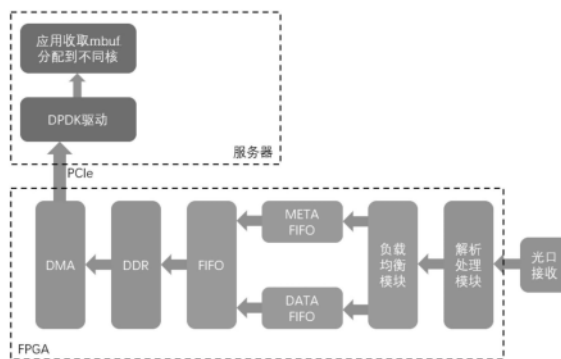 应用收取mbuf
分配到不同核
DPDK驱动
服务器
PCIe
DMA
DDR
FIFO
META
FIFO
DATA
FIFO
负载
均衡
模块
解析
处理
模块
光口
接收
FPGA